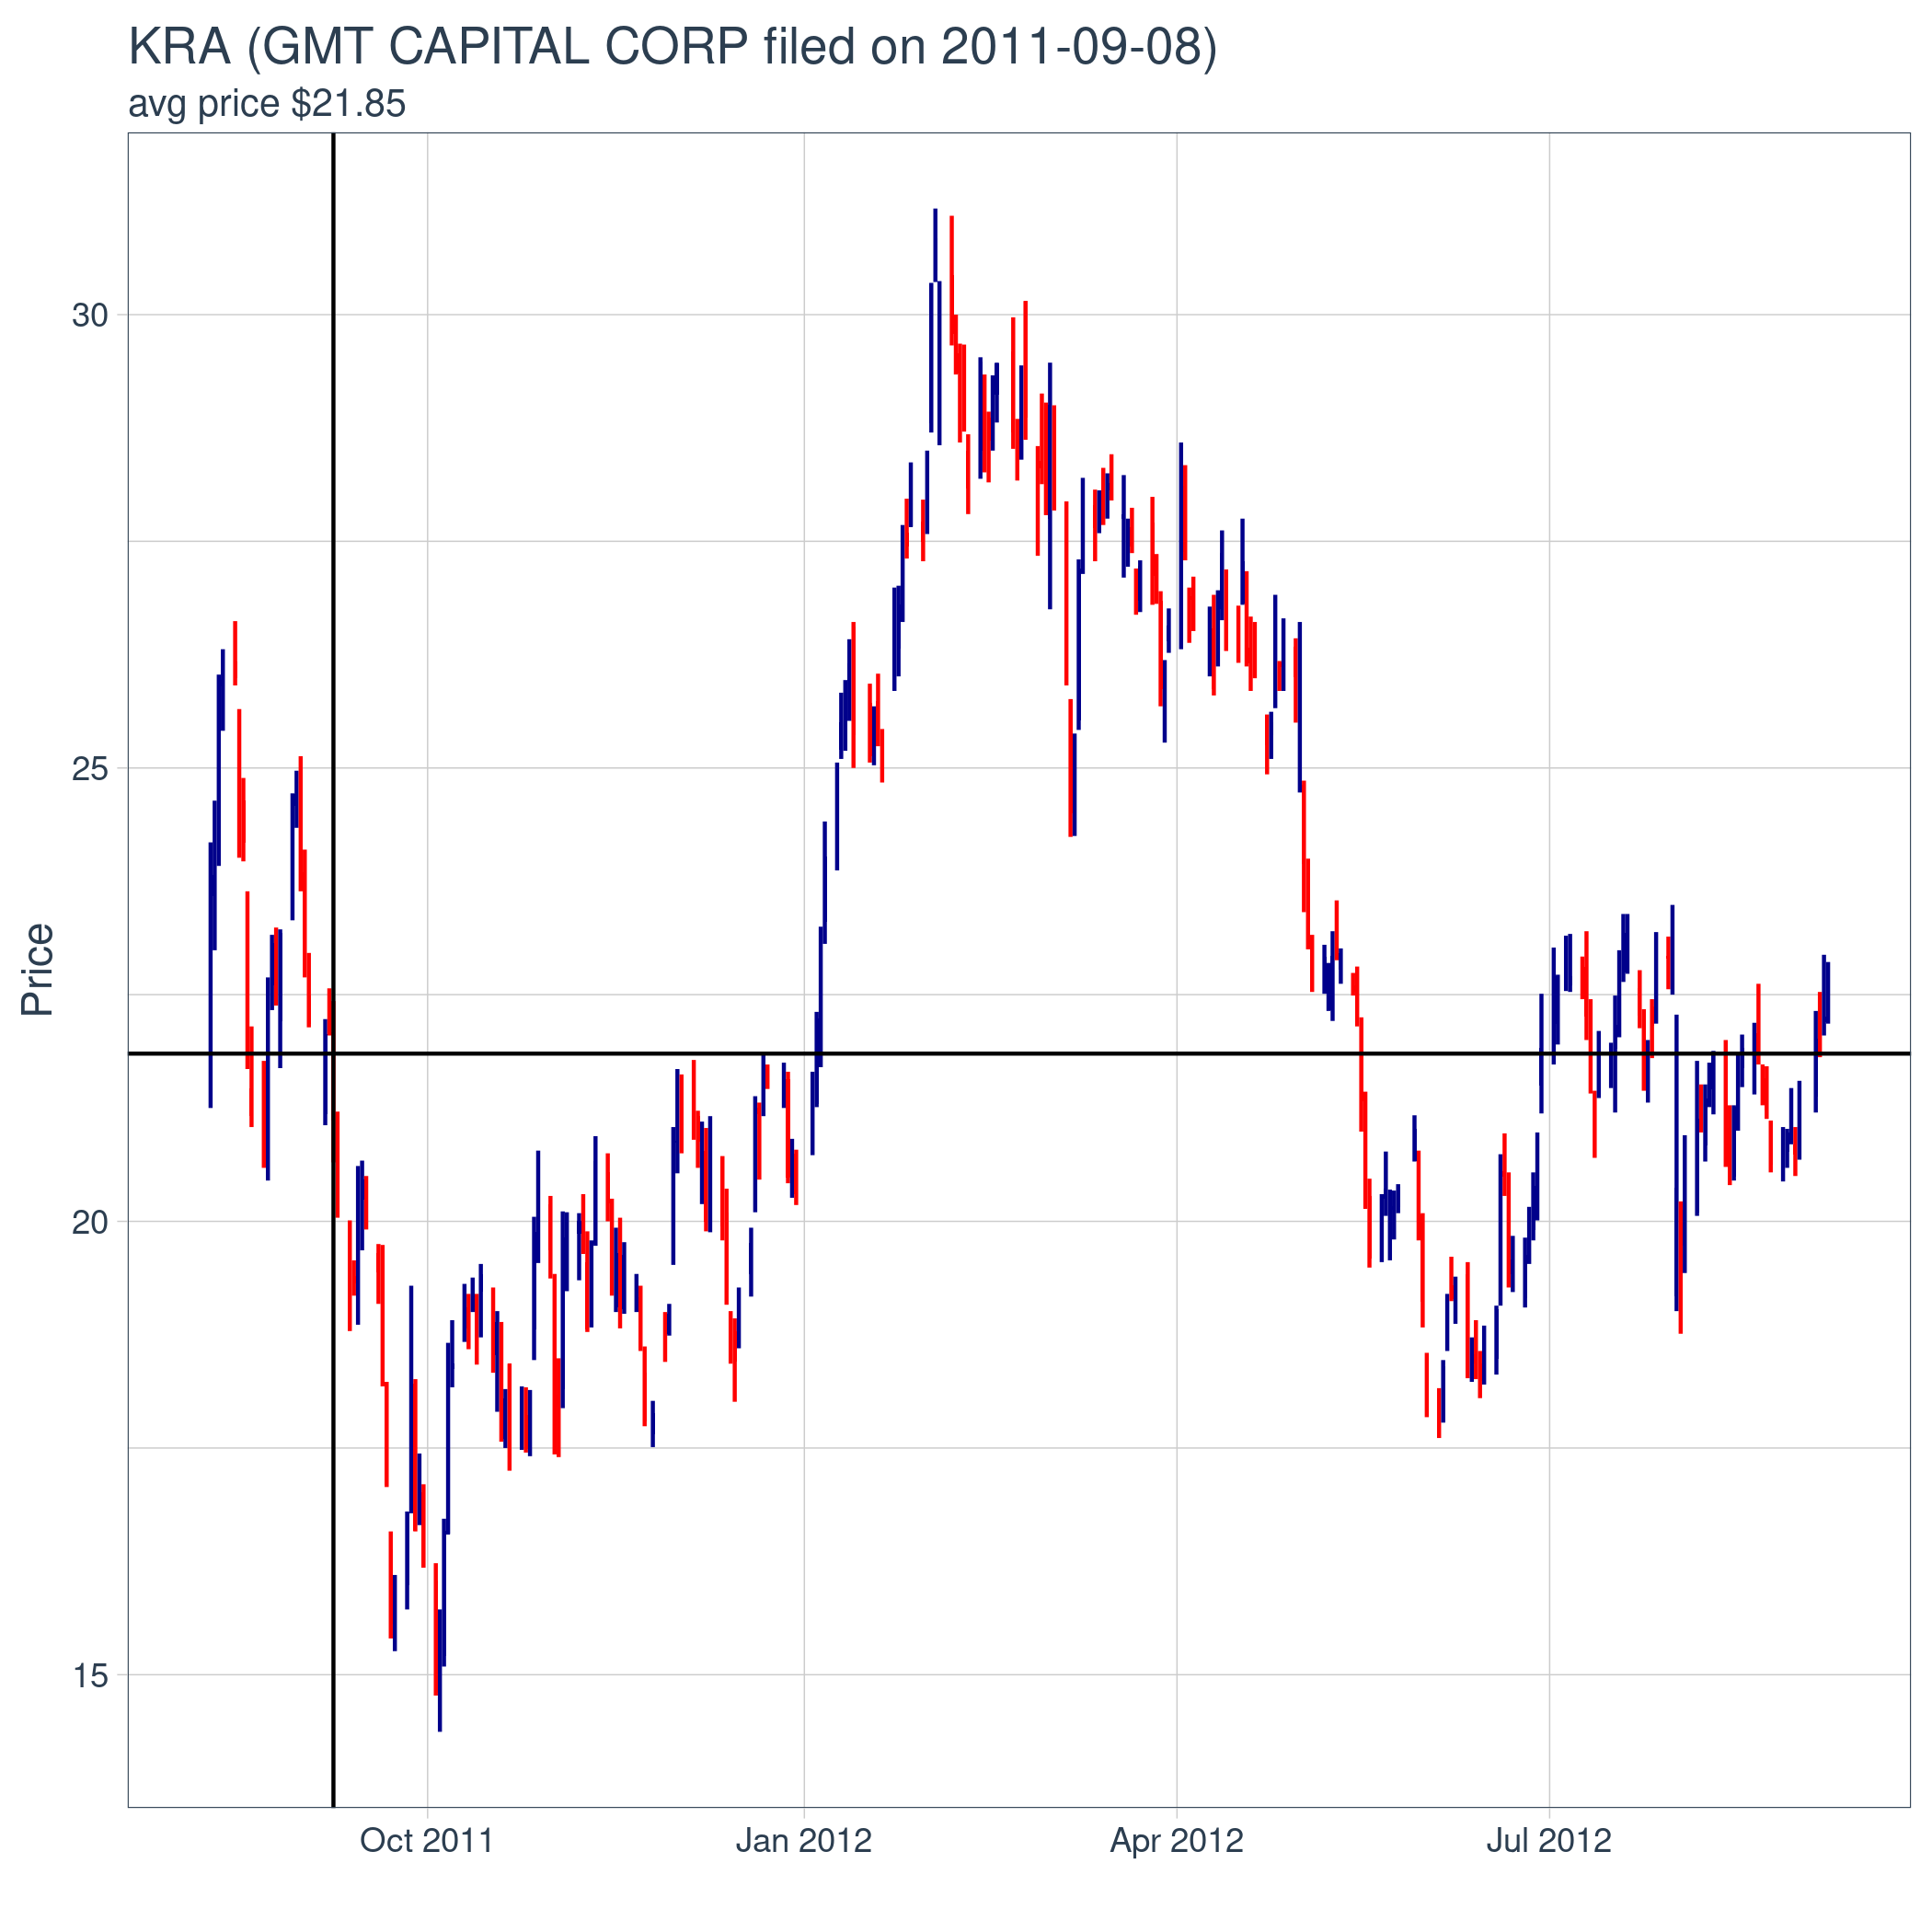 KRA (GMT CAPITAL CORP filed on 2011-09-08)
avg price $21.85
30
25
20
15
Price
Oct 2011
Jan 2012
Apr 2012
Jul 2012